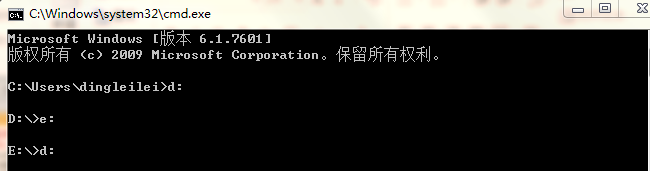 C:\Windows\system32\cmd.exe
Microsoft Windows [版本 6.1.7601]
版权所有 (c) 2009 Microsoft Corporation。保留所有权利。
C:\Users\dingleilei>d:
D:\>e:
E:\>d: